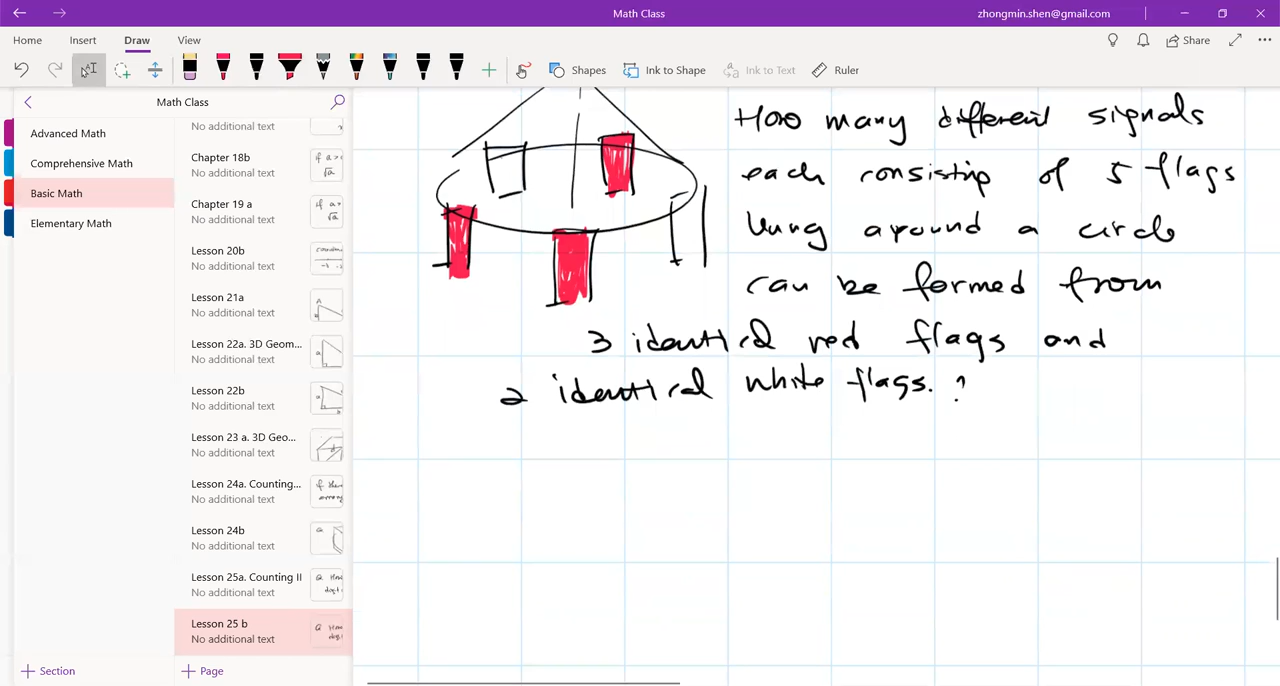 Math Class
zhongmin.shen@gmail.com
Home
Insert
Draw
View
Share
Shapes
Ink to Shape
Ink to Text
Ruler
Math Class
Advanced Math
Comprehensive Math
Basic Math
Elementary Math
No additional text
Chapter 18b
No additional text
Chapter 19 a
No additional text
Lesson 20b
No additional text
Lesson 21a
No additional text
Lesson 22a. 3D Geom...
No additional text
Lesson 22b
No additional text
Lesson 23 a. 3D Geo...
No additional text
Lesson 24a. Counting...
No additional text
Lesson 24b
No additional text
Lesson 25a. Counting II
No additional text
Lesson 25 b
No additional text
Section
Page
How many different signals
each consisting of 5 flags
hung around a circle
can be formed from
3 identical red flags and
2 identical white flags. ?